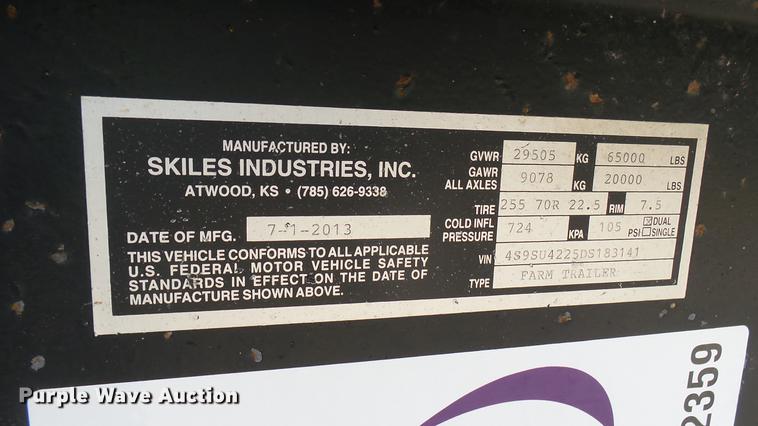 MANUFACTURED BY:
SKILES INDUSTRIES, INC.
ATWOOD, KS • (785) 626-9338
DATE OF MFG. 7-1-2013
THIS VEHICLE CONFORMS TO ALL APPLICABLE
U.S. FEDERAL MOTOR VEHICLE SAFETY
STANDARDS IN EFFECT ON THE DATE OF
MANUFACTURE SHOWN ABOVE.
GVWR 29505 KG 65000 LBS
GAWR
ALL AXLES 9078 KG 20000 LBS
TIRE 255 70R 22.5 RIM 7.5
COLD INFL
PRESSURE 724 KPA 105 PSI ☒ DUAL
☐ SINGLE
VIN 4S9SU4225DS183141
TYPE FARM TRAILER
2359
Purple Wave Auction